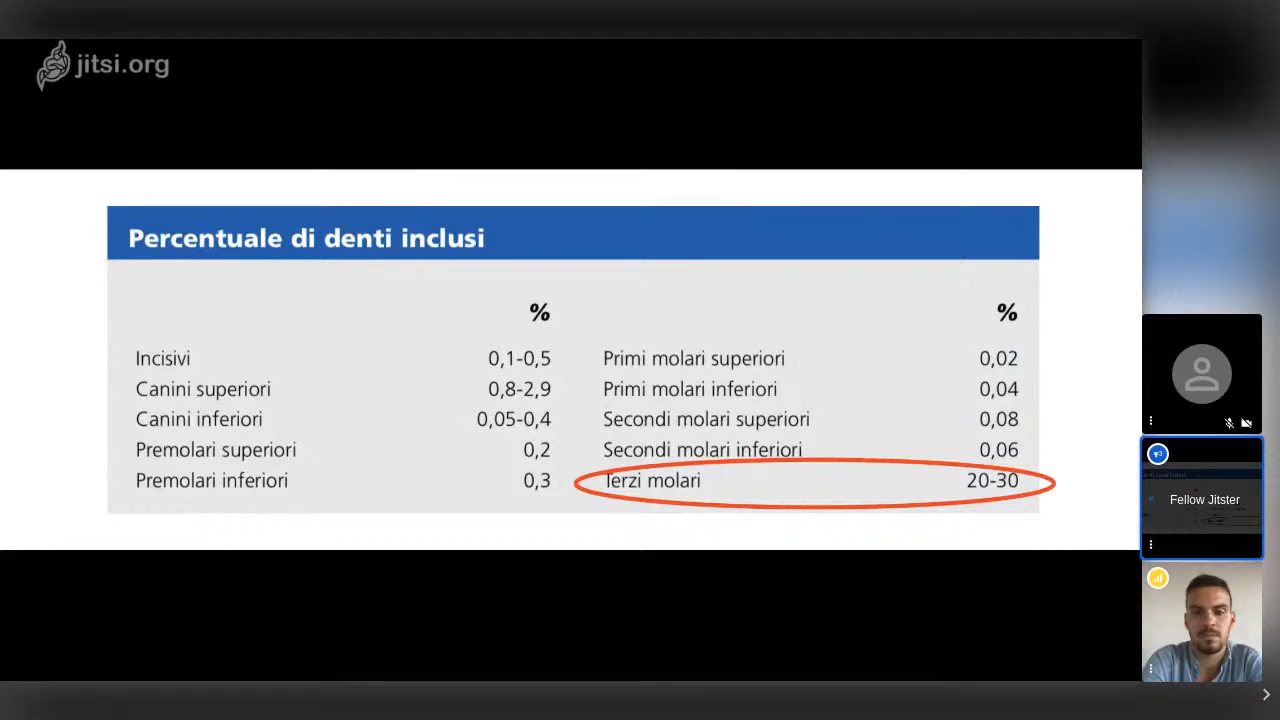 jitsi.org
Percentuale di denti inclusi
% %
Incisivi 0,1-0,5 Primi molari superiori 0,02
Canini superiori 0,8-2,9 Primi molari inferiori 0,04
Canini inferiori 0,05-0,4 Secondi molari superiori 0,08
Premolari superiori 0,2 Secondi molari inferiori 0,06
Premolari inferiori 0,3 Terzi molari 20-30
Fellow Jitster